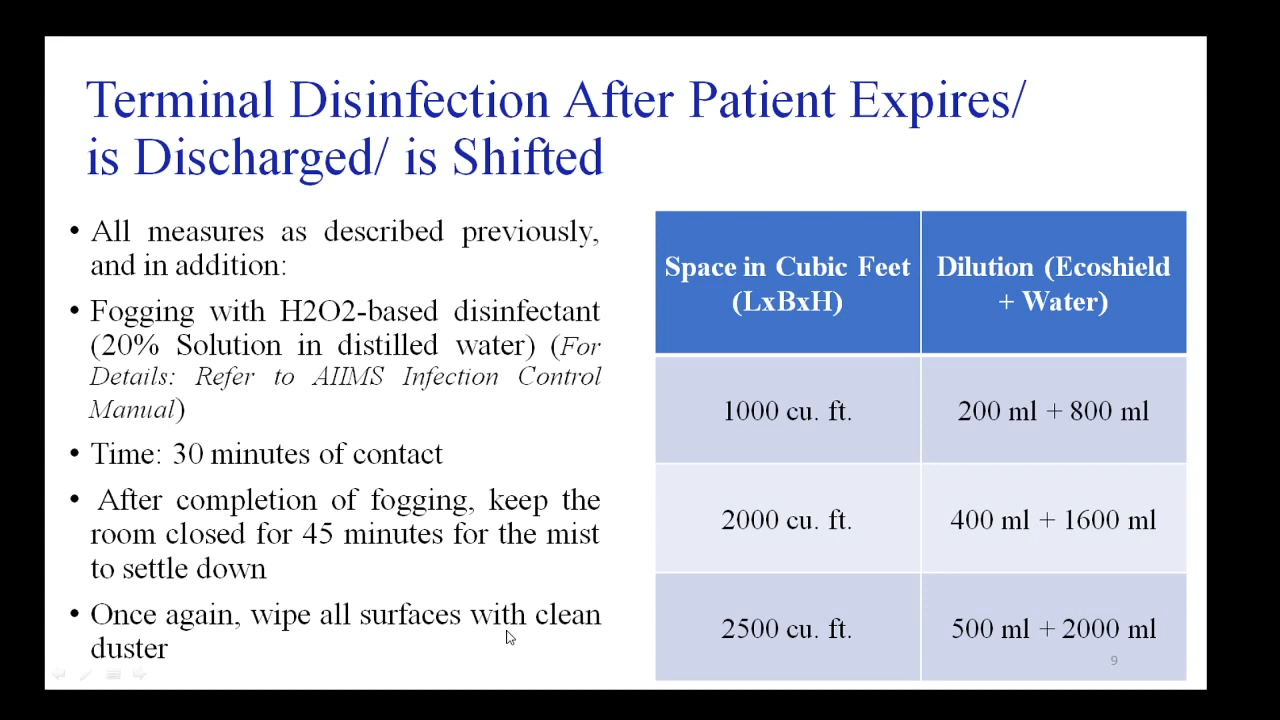 Terminal Disinfection After Patient Expires/
is Discharged/ is Shifted
• All measures as described previously,
and in addition:
• Fogging with H2O2-based disinfectant
(20% Solution in distilled water) (For
Details: Refer to AIIMS Infection Control
Manual)
• Time: 30 minutes of contact
• After completion of fogging, keep the
room closed for 45 minutes for the mist
to settle down
• Once again, wipe all surfaces with clean
duster
Space in Cubic Feet
(LxBxH)
Dilution (Ecoshield
+ Water)
1000 cu. ft.
200 ml + 800 ml
2000 cu. ft.
400 ml + 1600 ml
2500 cu. ft.
500 ml + 2000 ml
9